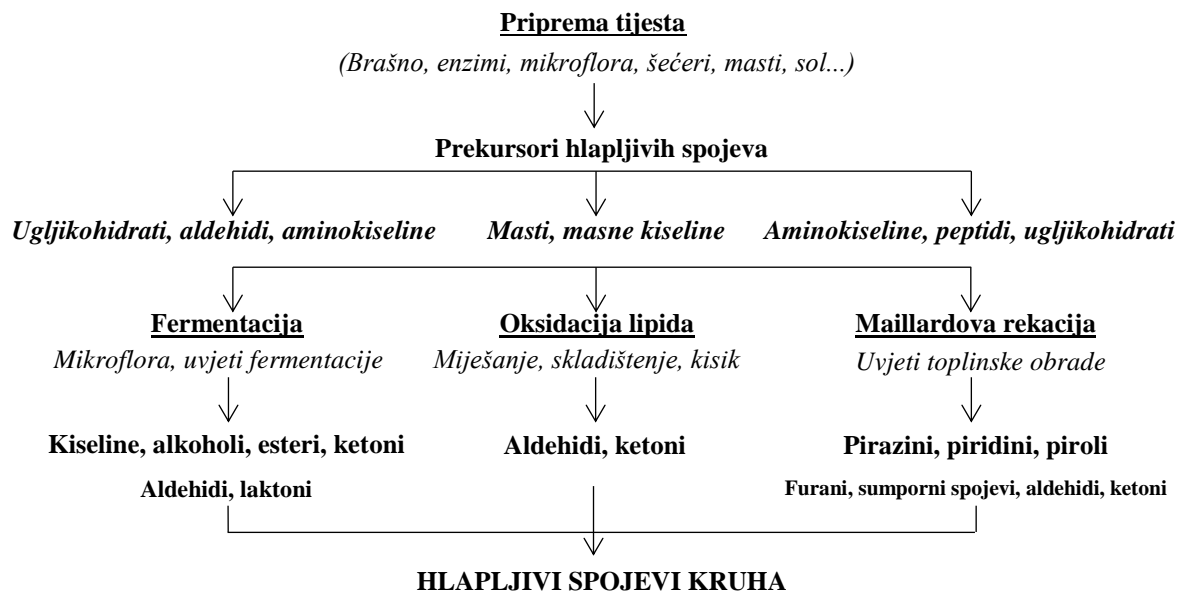 Priprema tijesta
(Brašno, enzimi, mikroflora, šećeri, masti, sol...)
Prekursori hlapljivih spojeva
Ugljikohidrati, aldehidi, aminokiseline
Masti, masne kiseline
Aminokiseline, peptidi, ugljikohidrati
Fermentacija
Mikroflora, uvjeti fermentacije
Oksidacija lipida
Miješanje, skladištenje, kisik
Maillardova rekacija
Uvjeti toplinske obrade
Kiseline, alkoholi, esteri, ketoni
Aldehidi, laktoni
Aldehidi, ketoni
Pirazini, piridini, piroli
Furani, sumporni spojevi, aldehidi, ketoni
HLAPLJIVI SPOJEVI KRUHA